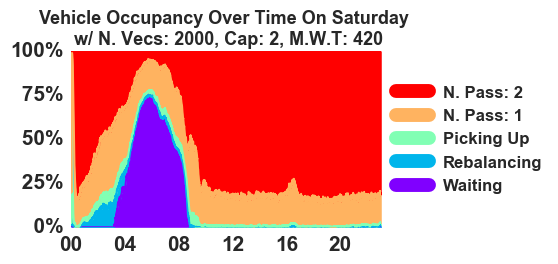 Vehicle Occupancy Over Time On Saturday
w/ N. Vecs: 2000, Cap: 2, M.W.T: 420
100%
75%
50%
25%
0%
00 04 08 12 16 20
N. Pass: 2
N. Pass: 1
Picking Up
Rebalancing
Waiting